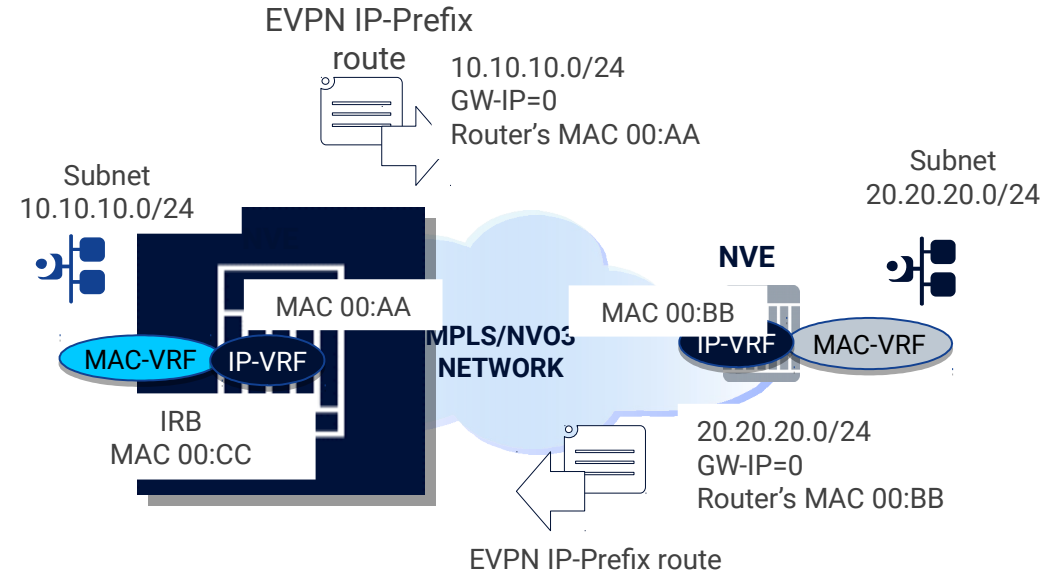 EVPN IP-Prefix
route
10.10.10.0/24
GW-IP=0
Router's MAC 00:AA
Subnet
10.10.10.0/24
Subnet
20.20.20.0/24
NVE
MAC 00:AA
MAC 00:BB
MPLS/NVO3
NETWORK
MAC-VRF
IP-VRF
IP-VRF
MAC-VRF
IRB
MAC 00:CC
20.20.20.0/24
GW-IP=0
Router's MAC 00:BB
EVPN IP-Prefix route